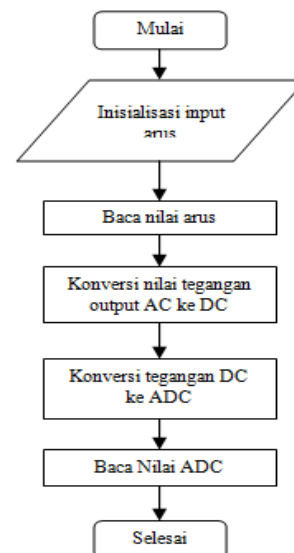 Mulai
Inisialisasi input
arus
Baca nilai arus
Konversi nilai tegangan
output AC ke DC
Konversi tegangan DC
ke ADC
Baca Nilai ADC
Selesai